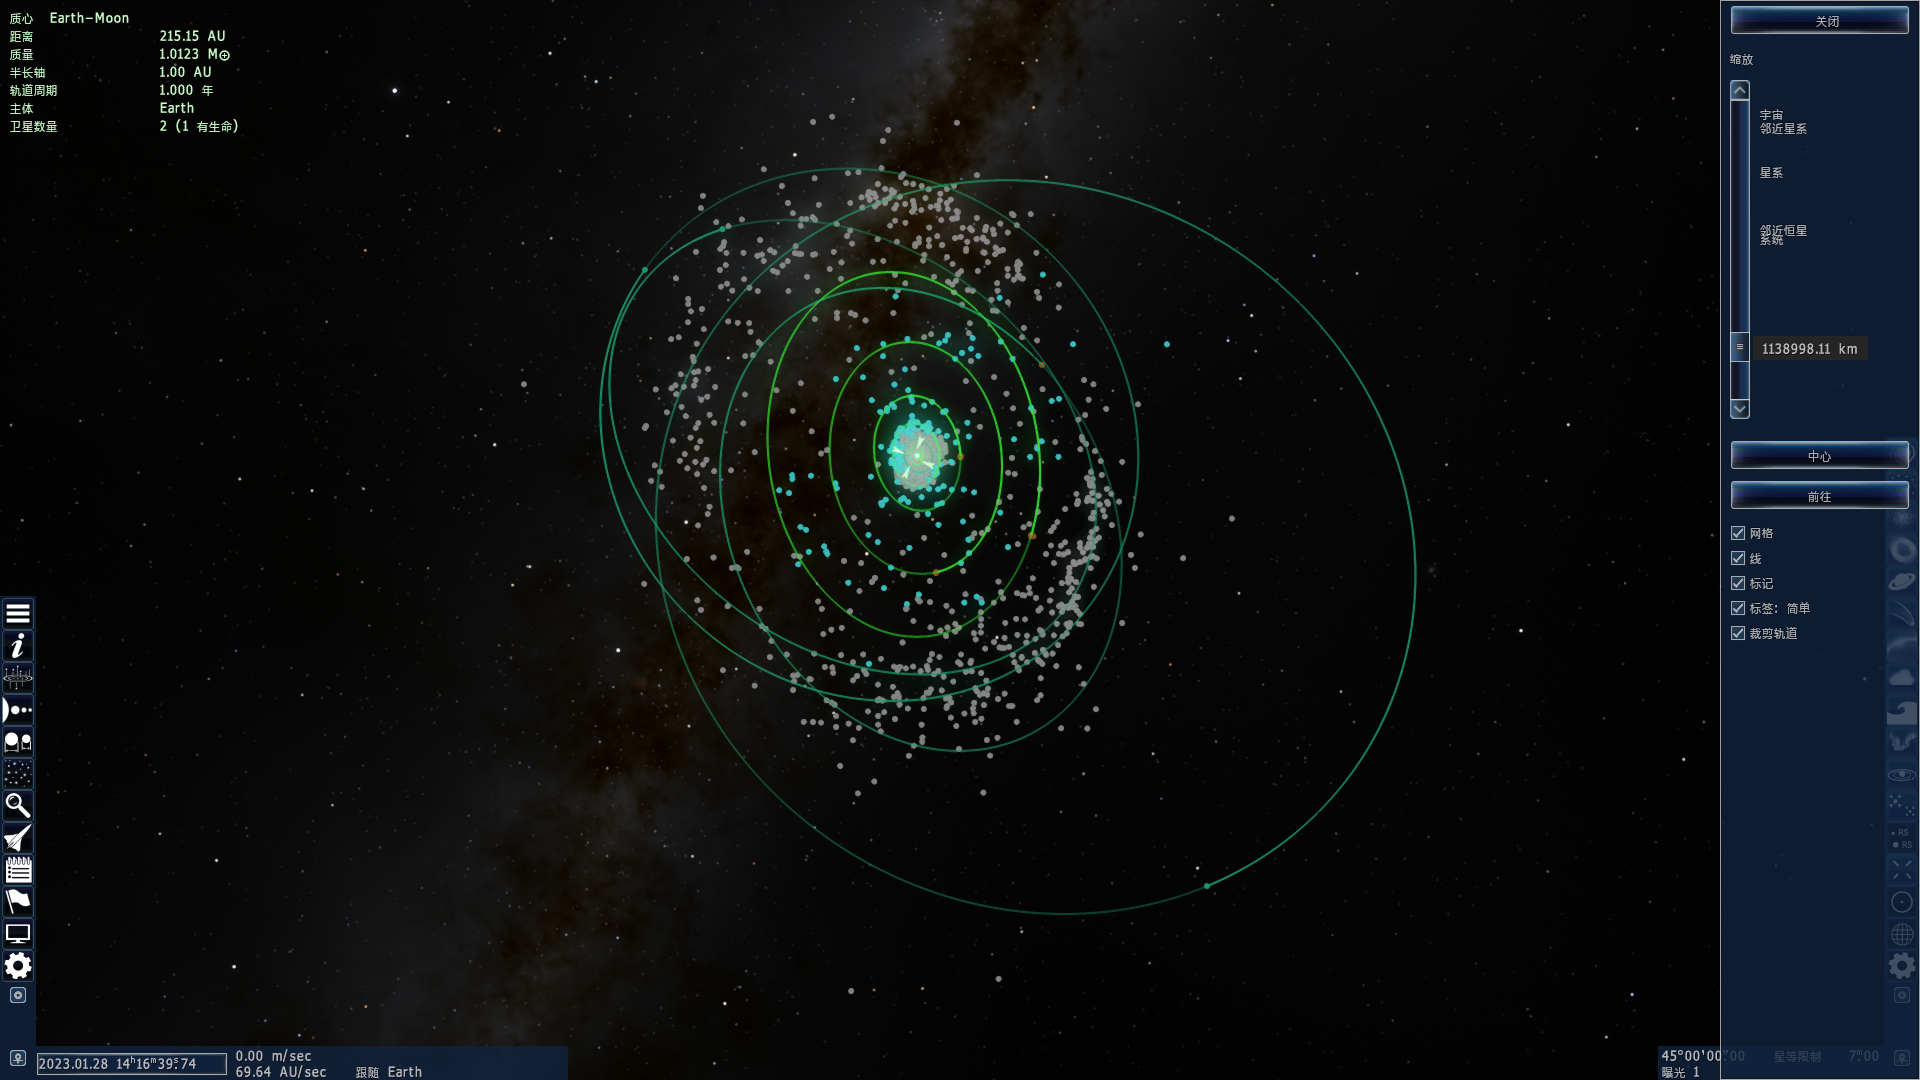 质心 Earth-Moon
距离 215.15 AU
质量 1.0123 M⊕
半长轴 1.00 AU
轨道周期 1.000 年
主体 Earth
卫星数量 2 (1 有生命)
关闭
缩放
宇宙
邻近星系
星系
邻近恒星
系统
1138998.11 km
中心
前往
网格
线
标记
标签: 简单
裁剪轨道
RS
RS
2023.01.28 14h16m39s.74
0.00 m/sec
69.64 AU/sec 跟随 Earth
45°00'00"00 星等限制 7m00
曝光 1